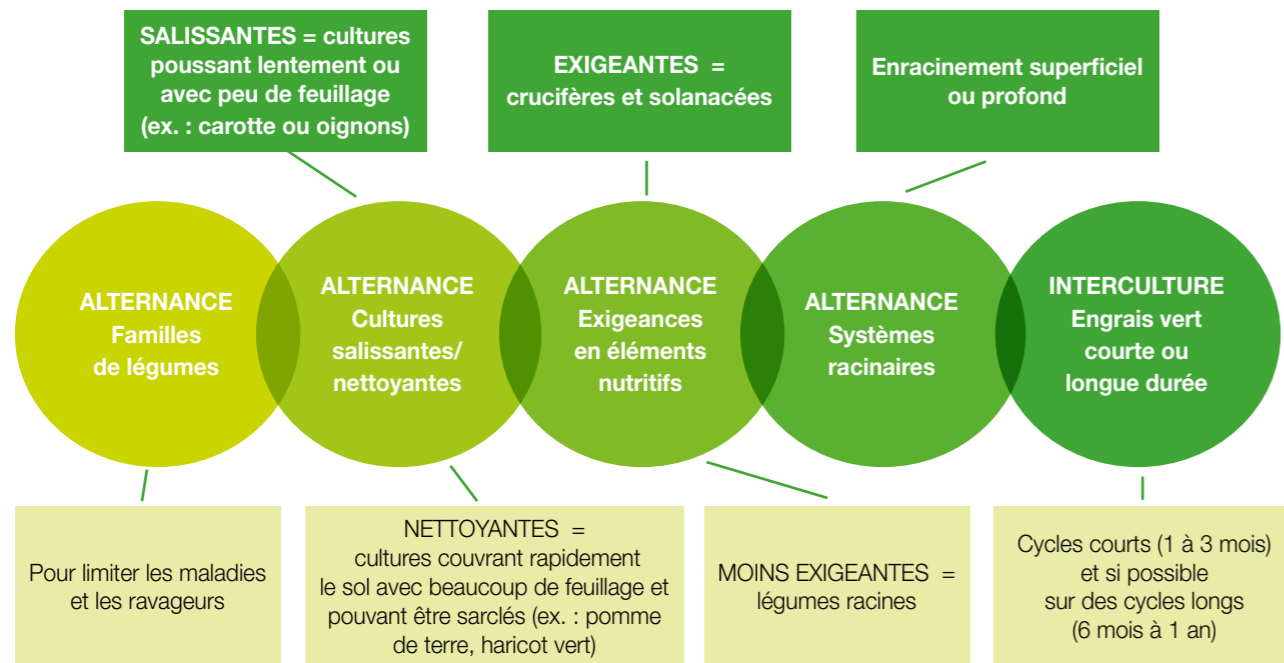 SALISSANTES = cultures
poussant lentement ou
avec peu de feuillage
(ex. : carotte ou oignons)
EXIGEANTES =
crucifères et solanacées
Enracinement superficiel
ou profond
ALTERNANCE
Familles
de légumes
ALTERNANCE
Cultures
salissantes/
nettoyantes
ALTERNANCE
Exigeances
en éléments
nutritifs
ALTERNANCE
Systèmes
racinaires
INTERCULTURE
Engrais vert
courte ou
longue durée
Pour limiter les maladies
et les ravageurs
NETTOYANTES =
cultures couvrant rapidement
le sol avec beaucoup de feuillage et
pouvant être sarclés (ex. : pomme
de terre, haricot vert)
MOINS EXIGEANTES =
légumes racines
Cycles courts (1 à 3 mois)
et si possible
sur des cycles longs
(6 mois à 1 an)